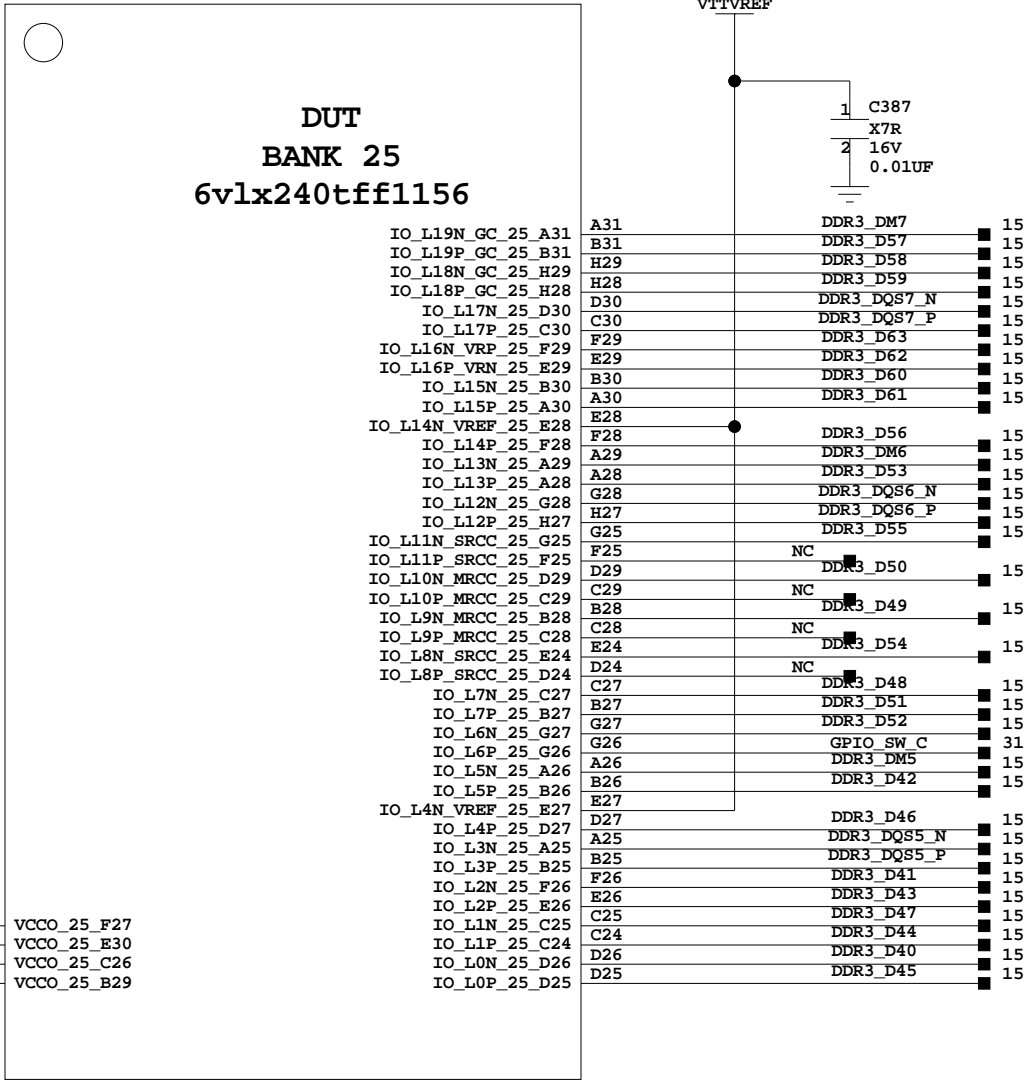 VTTVREF
1 C387
X7R
2 16V
0.01UF
DUT
BANK 25
6vlx240tff1156
IO_L19N_GC_25_A31 A31 DDR3_DM7 15
IO_L19P_GC_25_B31 B31 DDR3_D57 15
IO_L18N_GC_25_H29 H29 DDR3_D58 15
IO_L18P_GC_25_H28 H28 DDR3_D59 15
IO_L17N_25_D30 D30 DDR3_DQS7_N 15
IO_L17P_25_C30 C30 DDR3_DQS7_P 15
IO_L16N_VRP_25_F29 F29 DDR3_D63 15
IO_L16P_VRN_25_E29 E29 DDR3_D62 15
IO_L15N_25_B30 B30 DDR3_D60 15
IO_L15P_25_A30 A30 DDR3_D61 15
IO_L14N_VREF_25_E28 E28
IO_L14P_25_F28 F28 DDR3_D56 15
IO_L13N_25_A29 A29 DDR3_DM6 15
IO_L13P_25_A28 A28 DDR3_D53 15
IO_L12N_25_G28 G28 DDR3_DQS6_N 15
IO_L12P_25_H27 H27 DDR3_DQS6_P 15
IO_L11N_SRCC_25_G25 G25 DDR3_D55 15
IO_L11P_SRCC_25_F25 F25 NC
IO_L10N_MRCC_25_D29 D29 DDR3_D50 15
IO_L10P_MRCC_25_C29 C29 NC
IO_L9N_MRCC_25_B28 B28 DDR3_D49 15
IO_L9P_MRCC_25_C28 C28 NC
IO_L8N_SRCC_25_E24 E24 DDR3_D54 15
IO_L8P_SRCC_25_D24 D24 NC
IO_L7N_25_C27 C27 DDR3_D48 15
IO_L7P_25_B27 B27 DDR3_D51 15
IO_L6N_25_G27 G27 DDR3_D52 15
IO_L6P_25_G26 G26 GPIO_SW_C 31
IO_L5N_25_A26 A26 DDR3_DM5 15
IO_L5P_25_B26 B26 DDR3_D42 15
IO_L4N_VREF_25_E27 E27
IO_L4P_25_D27 D27 DDR3_D46 15
IO_L3N_25_A25 A25 DDR3_DQS5_N 15
IO_L3P_25_B25 B25 DDR3_DQS5_P 15
IO_L2N_25_F26 F26 DDR3_D41 15
IO_L2P_25_E26 E26 DDR3_D43 15
VCCO_25_F27 IO_L1N_25_C25 C25 DDR3_D47 15
VCCO_25_E30 IO_L1P_25_C24 C24 DDR3_D44 15
VCCO_25_C26 IO_L0N_25_D26 D26 DDR3_D40 15
VCCO_25_B29 IO_L0P_25_D25 D25 DDR3_D45 15